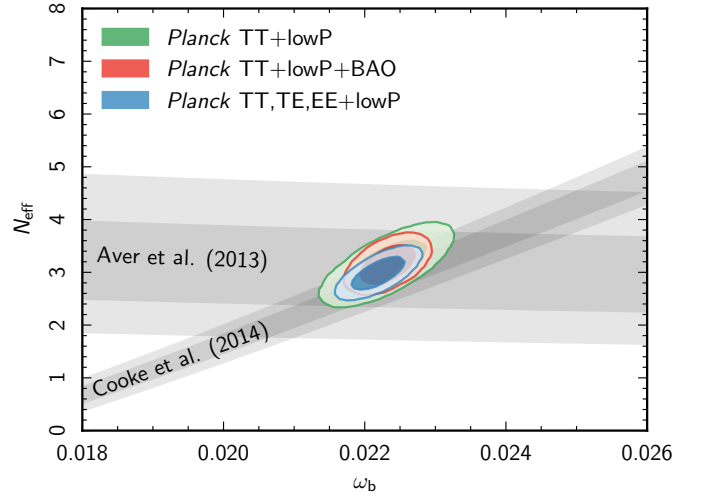 Planck TT+lowP
Planck TT+lowP+BAO
Planck TT,TE,EE+lowP
Aver et al. (2013)
Cooke et al. (2014)
8
7
6
5
4
3
2
1
0
N_eff
0.018 0.020 0.022 0.024 0.026
ω_b